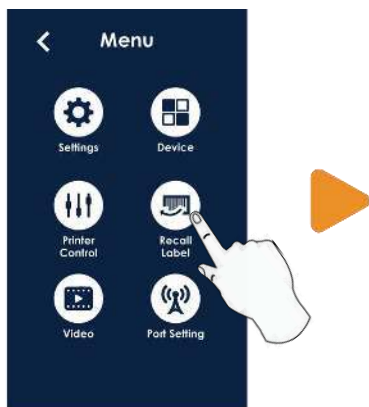 Menu
Settings Device
Printer Recall
Control Label
Video Port Setting